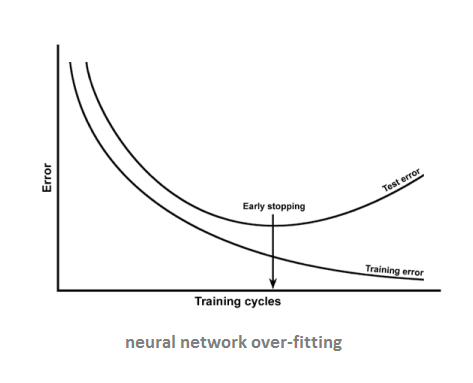 Error
Early stopping
Test error
Training error
Training cycles
neural network over-fitting